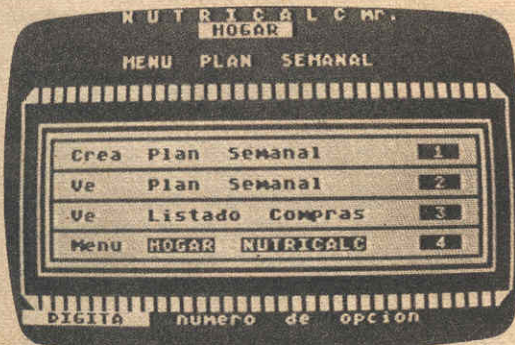 NUTRICALC MR.
HOGAR
MENU PLAN SEMANAL
Crea Plan Semanal 1
Ve Plan Semanal 2
Ve Listado Compras 3
Menu HOGAR NUTRICALC 4
DIGITA numero de opcion